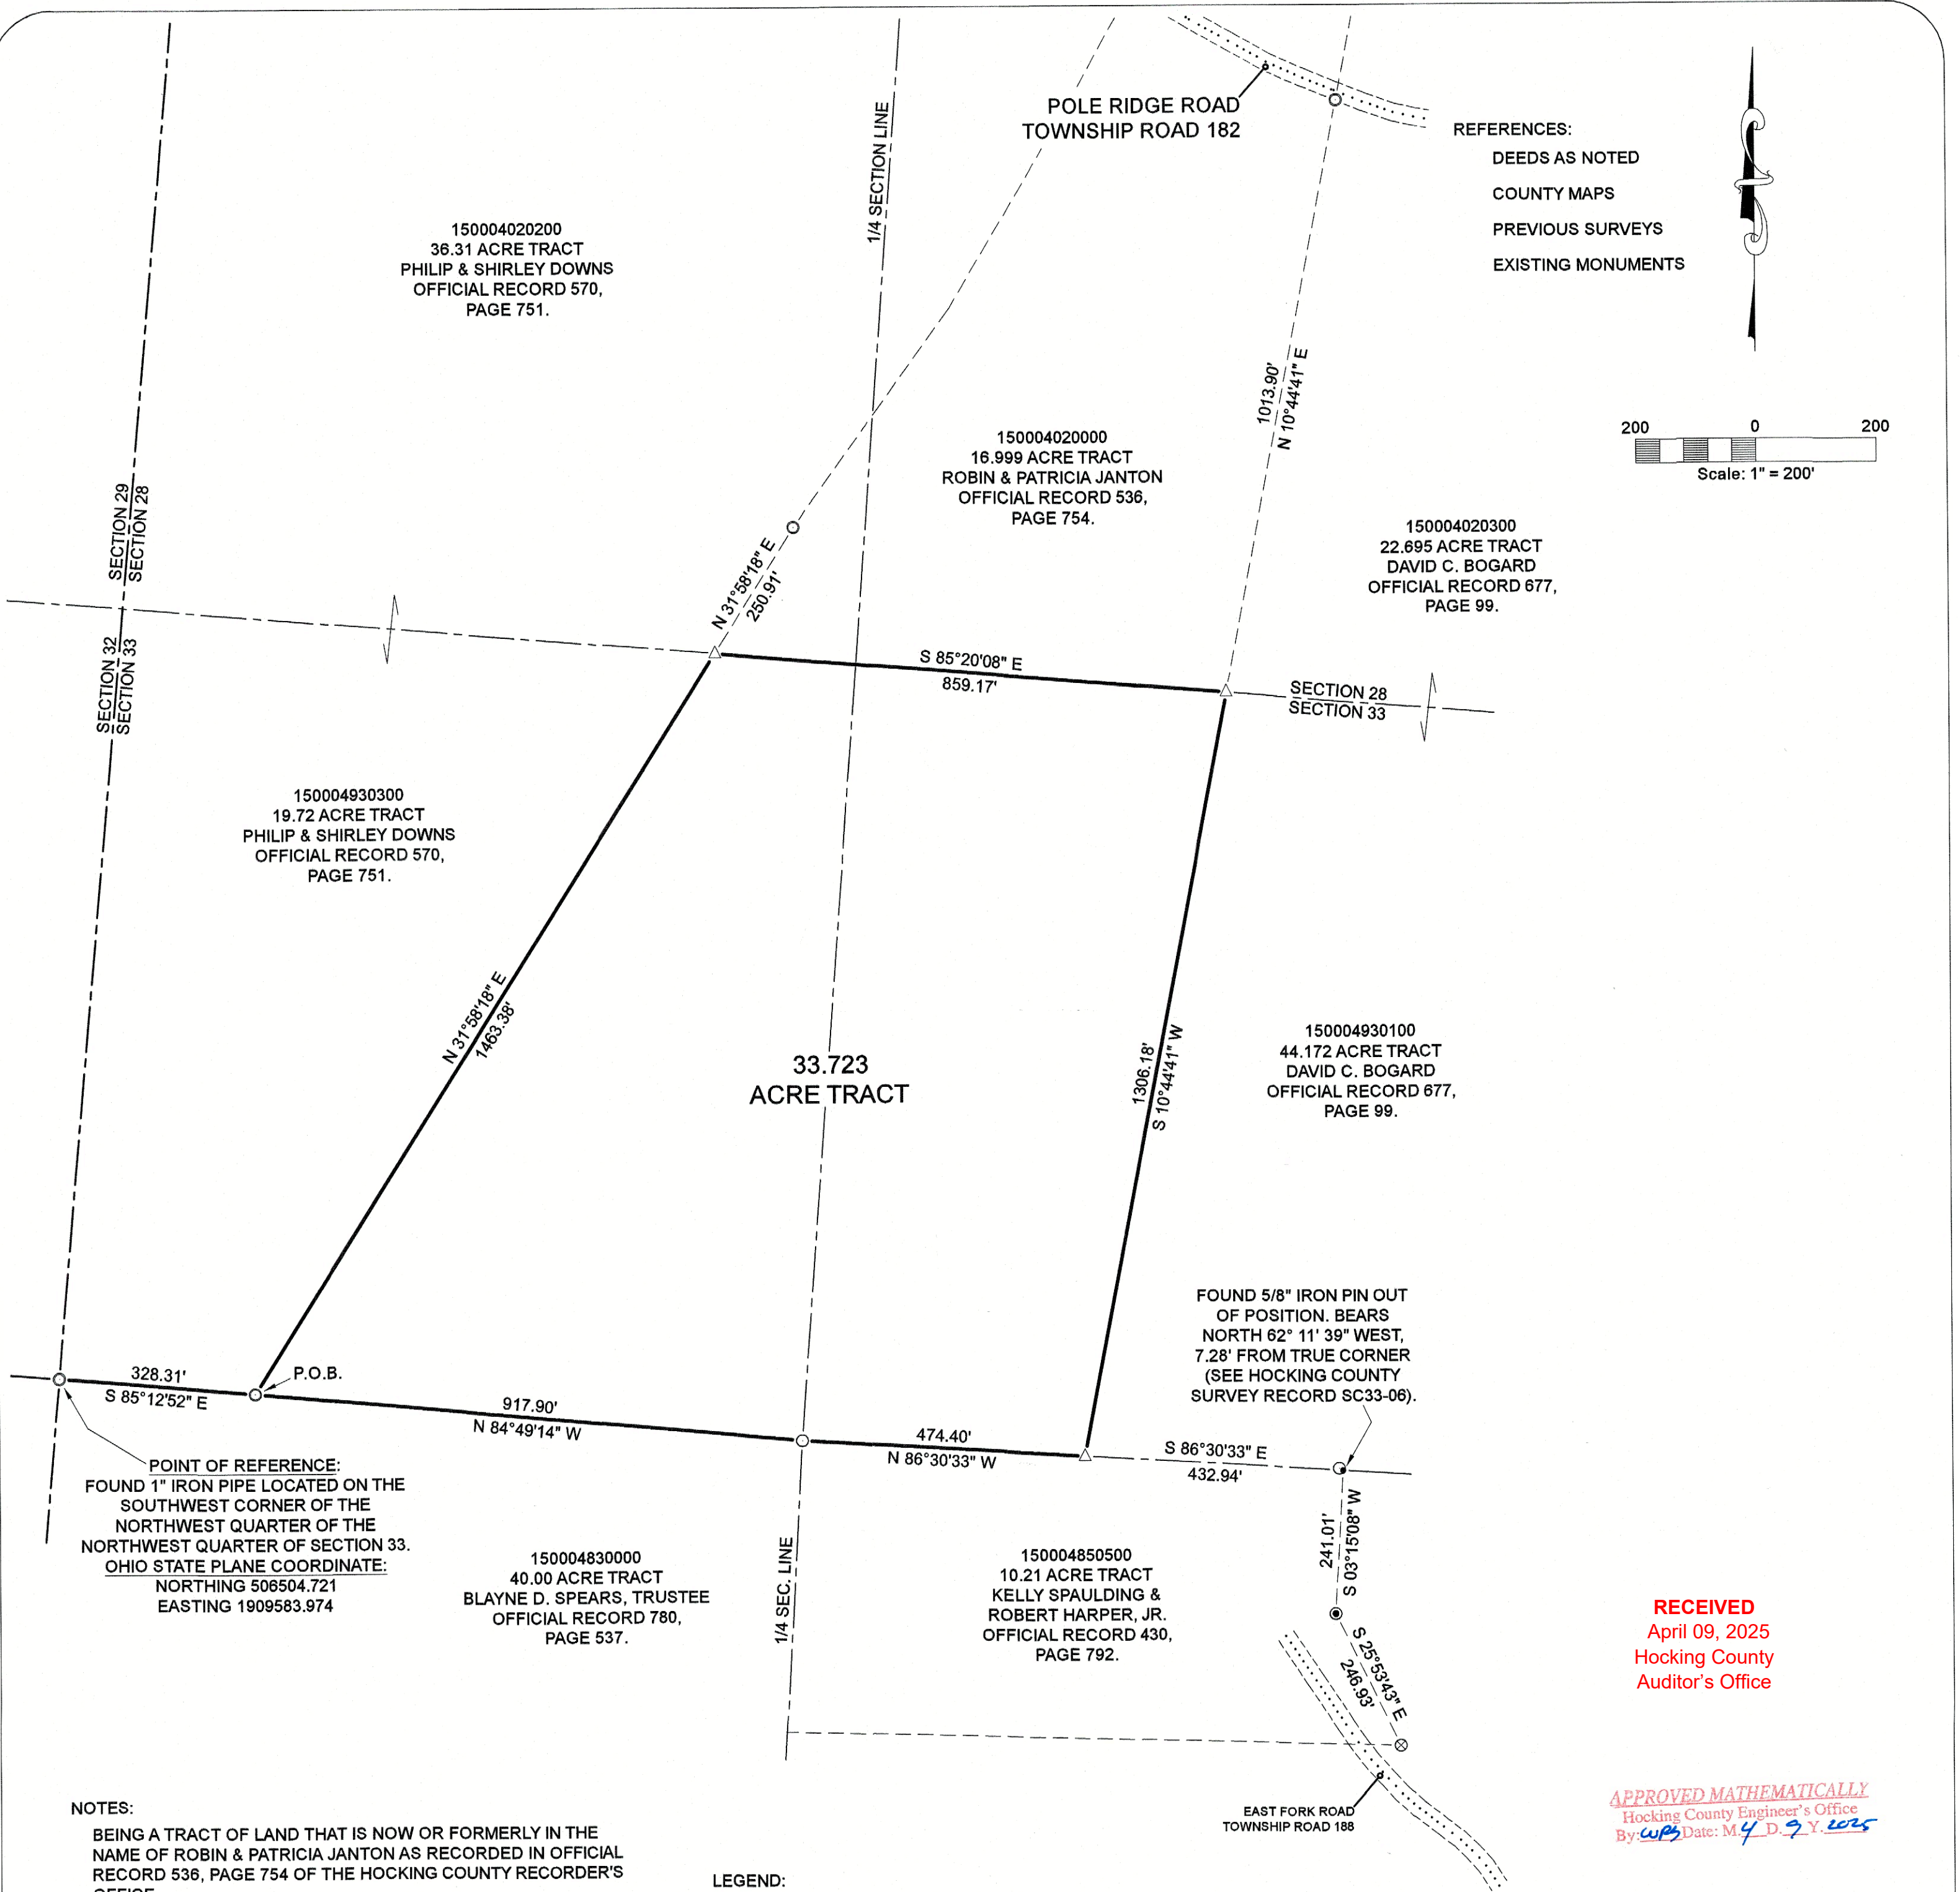 POLE RIDGE ROAD
TOWNSHIP ROAD 182
REFERENCES:
DEEDS AS NOTED
COUNTY MAPS
PREVIOUS SURVEYS
EXISTING MONUMENTS
1/4 SECTION LINE
150004020200
36.31 ACRE TRACT
PHILIP & SHIRLEY DOWNS
OFFICIAL RECORD 570,
PAGE 751.
1013.90'
N 10°44'41" E
200 0 200
Scale: 1" = 200'
150004020000
16.999 ACRE TRACT
ROBIN & PATRICIA JANTON
OFFICIAL RECORD 536,
PAGE 754.
150004020300
22.695 ACRE TRACT
DAVID C. BOGARD
OFFICIAL RECORD 677,
PAGE 99.
SECTION 29
SECTION 28
N 31°58'18" E
250.91'
SECTION 32
SECTION 33
S 85°20'08" E
859.17'
SECTION 28
SECTION 33
150004930300
19.72 ACRE TRACT
PHILIP & SHIRLEY DOWNS
OFFICIAL RECORD 570,
PAGE 751.
N 31°58'18" E
1463.38'
33.723
ACRE TRACT
1306.18'
S 10°44'41" W
150004930100
44.172 ACRE TRACT
DAVID C. BOGARD
OFFICIAL RECORD 677,
PAGE 99.
FOUND 5/8" IRON PIN OUT
OF POSITION. BEARS
NORTH 62° 11' 39" WEST,
7.28' FROM TRUE CORNER
(SEE HOCKING COUNTY
SURVEY RECORD SC33-06).
328.31'
S 85°12'52" E
P.O.B.
917.90'
N 84°49'14" W
474.40'
N 86°30'33" W
S 86°30'33" E
432.94'
POINT OF REFERENCE:
FOUND 1" IRON PIPE LOCATED ON THE
SOUTHWEST CORNER OF THE
NORTHWEST QUARTER OF THE
NORTHWEST QUARTER OF SECTION 33.
OHIO STATE PLANE COORDINATE:
NORTHING 506504.721
EASTING 1909583.974
150004830000
40.00 ACRE TRACT
BLAYNE D. SPEARS, TRUSTEE
OFFICIAL RECORD 780,
PAGE 537.
1/4 SEC. LINE
150004850500
10.21 ACRE TRACT
KELLY SPAULDING &
ROBERT HARPER, JR.
OFFICIAL RECORD 430,
PAGE 792.
241.01'
S 03°15'08" W
S 25°53'43" E
246.93'
RECEIVED
April 09, 2025
Hocking County
Auditor's Office
EAST FORK ROAD
TOWNSHIP ROAD 188
APPROVED MATHEMATICALLY
Hocking County Engineer's Office
By: Date: M. 4 D. 9 Y. 2025
NOTES:
BEING A TRACT OF LAND THAT IS NOW OR FORMERLY IN THE
NAME OF ROBIN & PATRICIA JANTON AS RECORDED IN OFFICIAL
RECORD 536, PAGE 754 OF THE HOCKING COUNTY RECORDER'S
LEGEND: